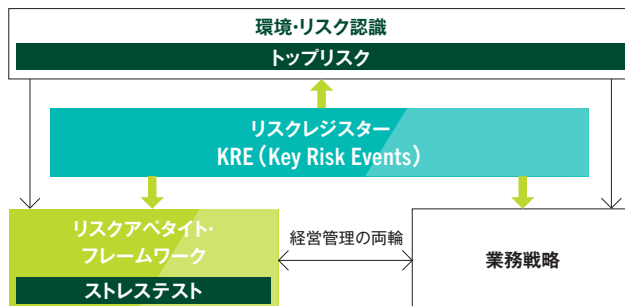 環境・リスク認識
トップリスク
リスクレジスター
KRE（Key Risk Events）
リスクアペタイト・
フレームワーク
ストレステスト
経営管理の両輪
業務戦略